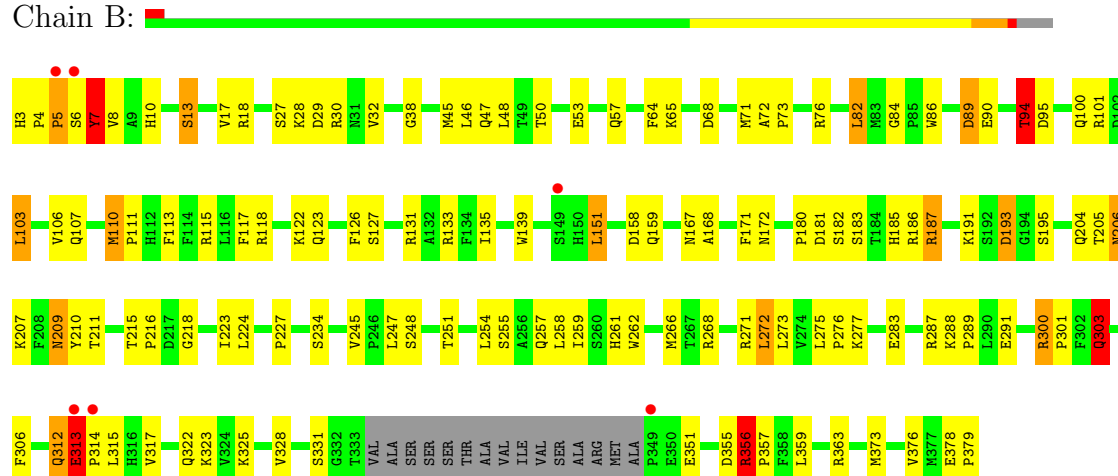 Chain B:
H3 P4 P5 S6 Y7 V8 A9 H10 S13 V17 R18 S27 K28 D29 R30 N31 V32 G38 M45 L46 Q47 L48 T49 T50 E53 Q57 F64 K65 D68 M71 A72 P73 R76 L82 M83 G84 P85 W86 D89 E90 T94 D95 Q100 R101 D102
L103 V106 Q107 M110 P111 H112 F113 F114 R115 L116 F117 R118 K122 Q123 F126 S127 R131 A132 R133 F134 I135 W139 S149 H150 L151 D158 Q159 N167 A168 F171 N172 P180 D181 S182 S183 T184 H185 R186 R187 K191 S192 D193 G194 S195 Q204 T205 N206
K207 F208 N209 Y210 T211 T215 P216 D217 G218 I223 L224 P227 S234 V245 P246 L247 S248 T251 L254 S255 A256 Q257 L258 I259 S260 H261 W262 M266 T267 R268 R271 L272 L273 V274 L275 P276 K277 E283 R287 K288 P289 L290 E291 R300 P301 F302 Q303
F306 Q312 E313 P314 L315 H316 V317 Q322 K323 V324 K325 V328 S331 G332 T333 VAL ALA SER SER SER THR ALA VAL ILE VAL SER ALA ARG MET ALA P349 E350 E351 D355 R356 P357 F358 L359 R363 M373 V376 M377 E378 P379